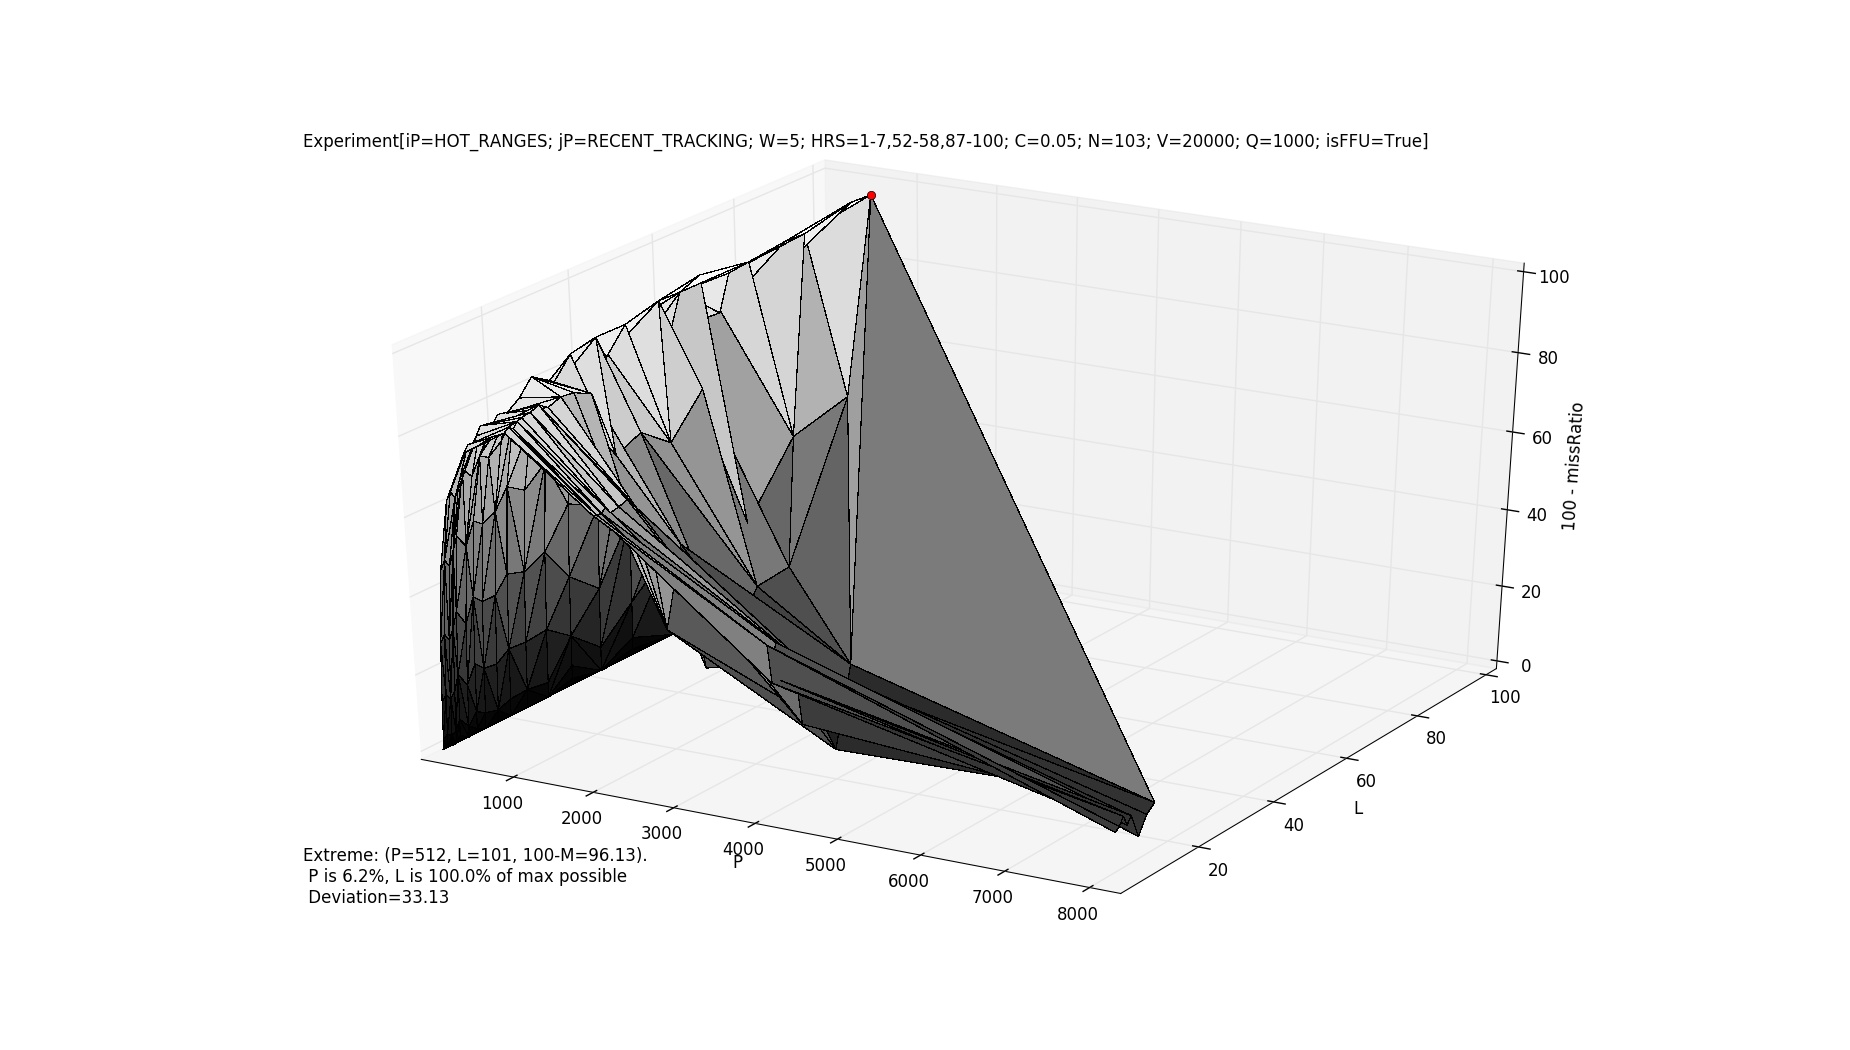 Experiment[iP=HOT_RANGES; jP=RECENT_TRACKING; W=5; HRS=1-7,52-58,87-100; C=0.05; N=103; V=20000; Q=1000; isFFU=True]
100
80
60
40
20
0
100 - missRatio
100
80
60
40
20
L
1000
2000
3000
4000
5000
6000
7000
8000
P
Extreme: (P=512, L=101, 100-M=96.13).
P is 6.2%, L is 100.0% of max possible
Deviation=33.13